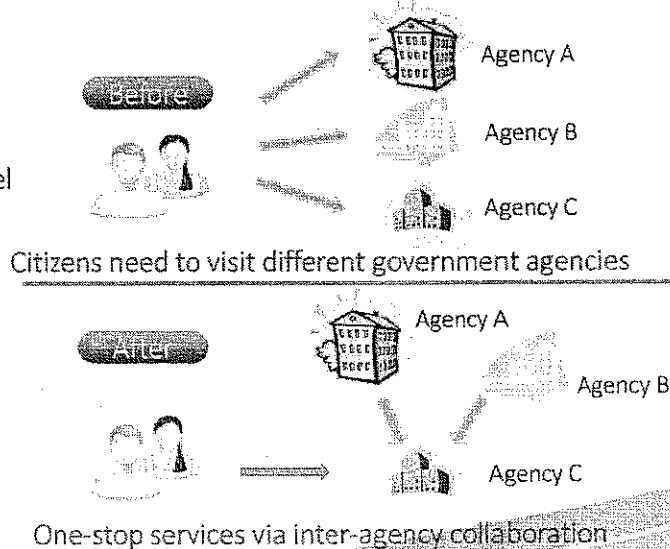 Agency A
Before
Agency B
el
Agency C
Citizens need to visit different government agencies
Agency A
After
Agency B
Agency C
One-stop services via inter-agency collaboration